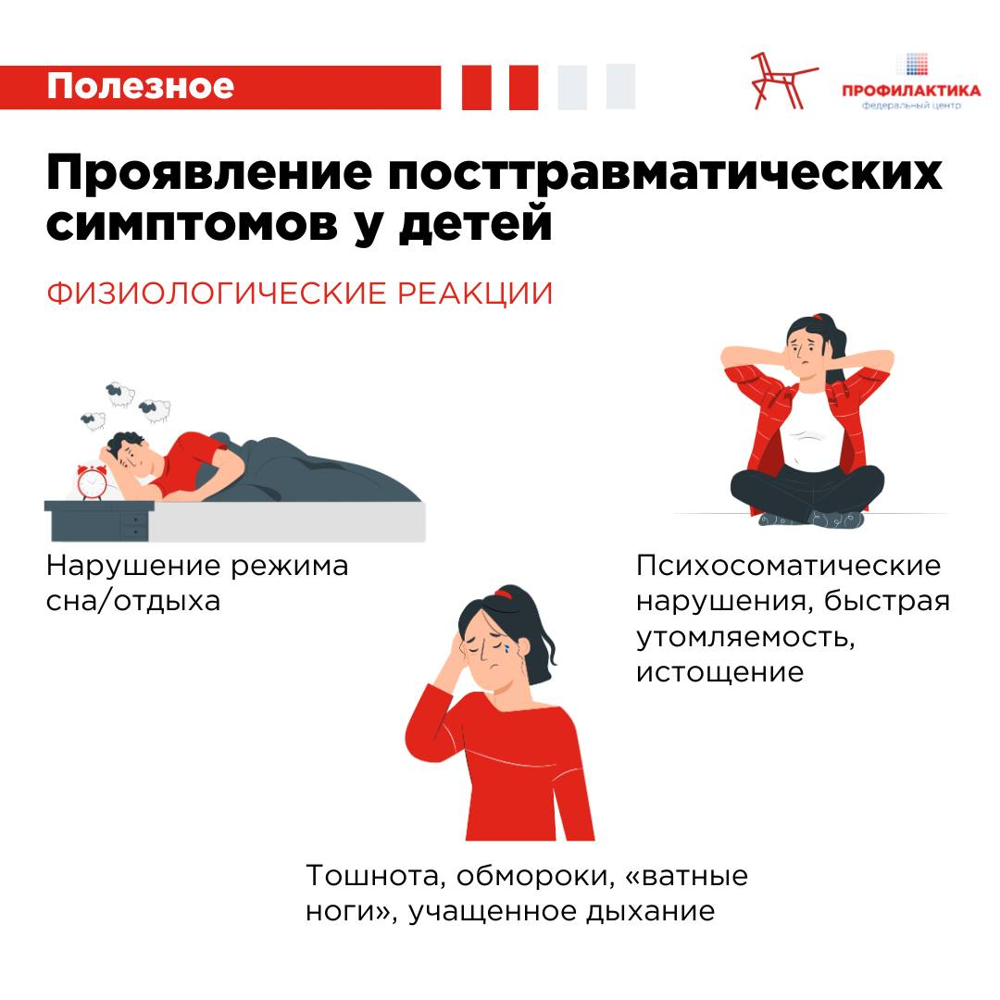 Полезное
ПРОФИЛАКТИКА
федеральный центр
Проявление посттравматических
симптомов у детей
ФИЗИОЛОГИЧЕСКИЕ РЕАКЦИИ
Нарушение режима
сна/отдыха
Психосоматические
нарушения, быстрая
утомляемость,
истощение
Тошнота, обмороки, «ватные
ноги», учащенное дыхание